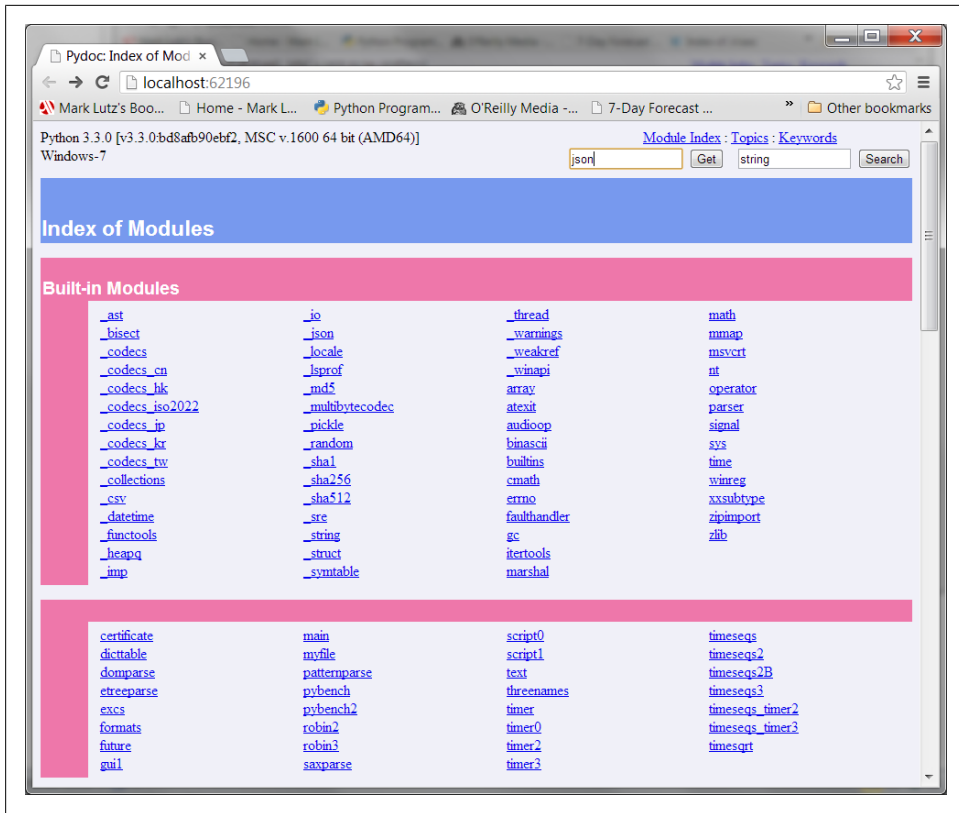 Pydoc: Index of Mod ×
localhost:62196
Mark Lutz's Boo... Home - Mark L... Python Program... O'Reilly Media -... 7-Day Forecast ... » Other bookmarks
Python 3.3.0 [v3.3.0:bd8afb90ebf2, MSC v.1600 64 bit (AMD64)]
Windows-7
Module Index : Topics : Keywords
json Get string Search
Index of Modules
Built-in Modules
_ast _io _thread math
_bisect _json _warnings mmap
_codecs _locale _weakref msvcrt
_codecs_cn _lsprof _winapi nt
_codecs_hk _md5 array operator
_codecs_iso2022 _multibytecodec atexit parser
_codecs_jp _pickle audioop signal
_codecs_kr _random binascii sys
_codecs_tw _sha1 builtins time
_collections _sha256 cmath winreg
_csv _sha512 errno xxsubtype
_datetime _sre faulthandler zipimport
_functools _string gc zlib
_heapq _struct itertools
_imp _symtable marshal
certificate main script0 timeseqs
dicttable myfile script1 timeseqs2
domparse patternparse text timeseqs2B
etreeparse pybench threenames timeseqs3
excs pybench2 timer timeseqs_timer2
formats robin2 timer0 timeseqs_timer3
future robin3 timer2 timesqrt
gui1 saxparse timer3